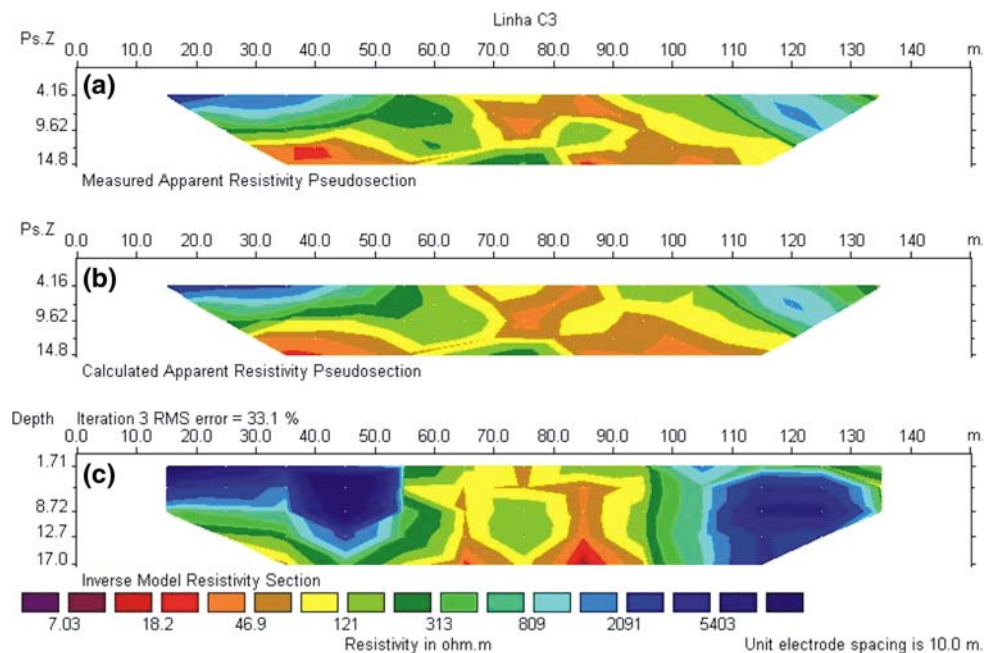 Linha C3
Ps.Z 0.0 10.0 20.0 30.0 40.0 50.0 60.0 70.0 80.0 90.0 100 110 120 130 140 m.
(a)
4.16
9.62
14.8
Measured Apparent Resistivity Pseudosection
Ps.Z
0.0 10.0 20.0 30.0 40.0 50.0 60.0 70.0 80.0 90.0 100 110 120 130 140 m.
(b)
4.16
9.62
14.8
Calculated Apparent Resistivity Pseudosection
Depth Iteration 3 RMS error = 33.1 %
0.0 10.0 20.0 30.0 40.0 50.0 60.0 70.0 80.0 90.0 100 110 120 130 140 m.
1.71
(c)
8.72
12.7
17.0
Inverse Model Resistivity Section
7.03 18.2 46.9 121 313 809 2091 5403
Resistivity in ohm.m Unit electrode spacing is 10.0 m.